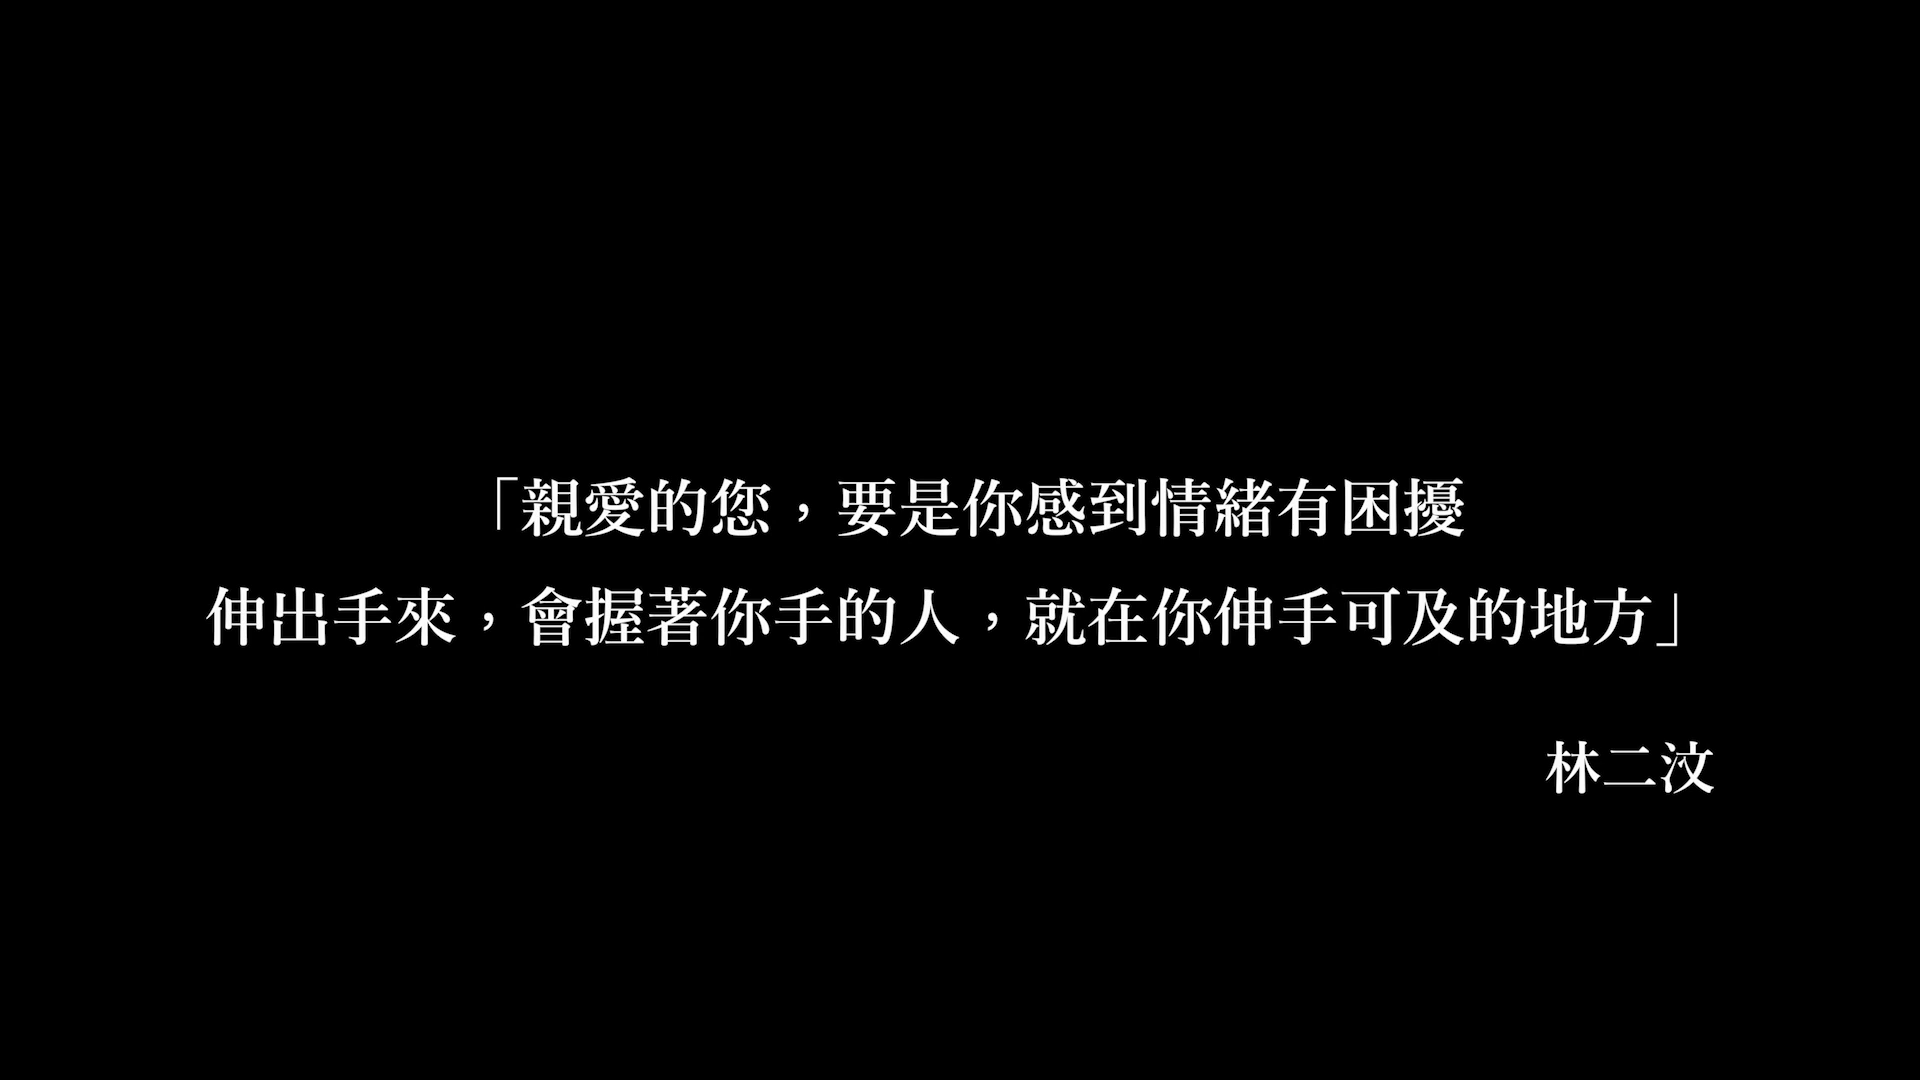 「親愛的您，要是你感到情緒有困擾
伸出手來，會握著你手的人，就在你伸手可及的地方」
林二汶